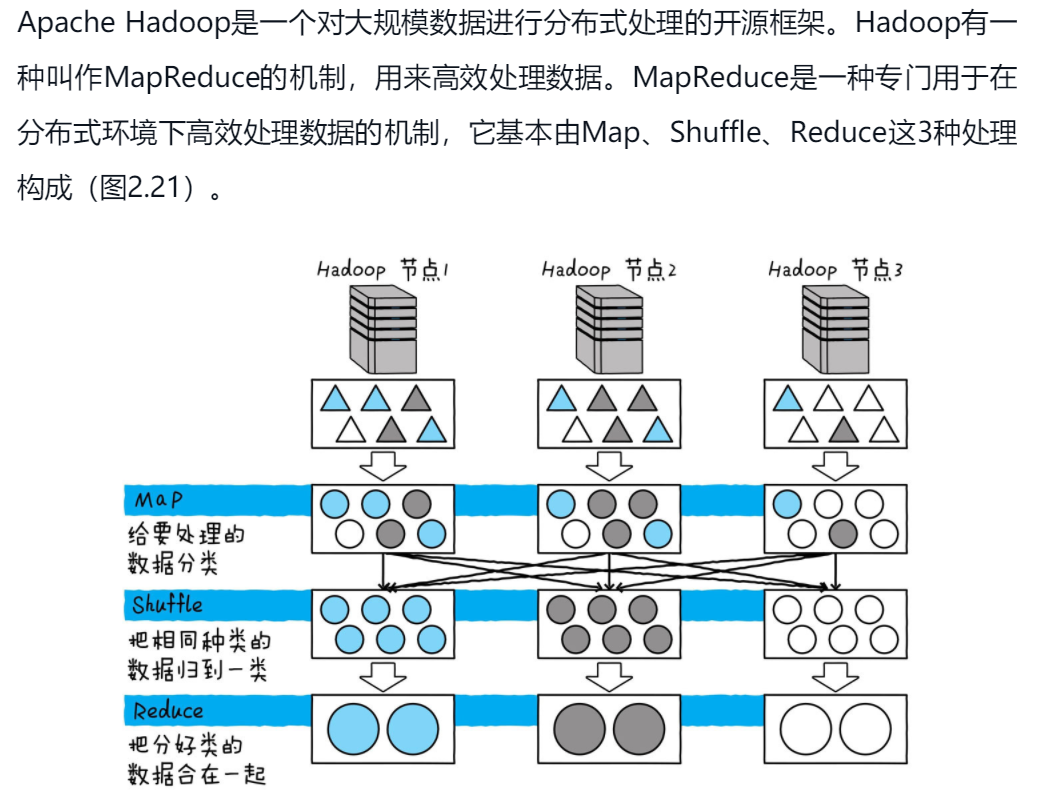 Apache Hadoop是一个对大规模数据进行分布式处理的开源框架。Hadoop有一
种叫作MapReduce的机制，用来高效处理数据。MapReduce是一种专门用于在
分布式环境下高效处理数据的机制，它基本由Map、Shuffle、Reduce这3种处理
构成（图2.21）。
Hadoop 节点1
Hadoop 节点2
Hadoop 节点3
Map
给要处理的
数据分类
Shuffle
把相同种类的
数据归到一类
Reduce
把分好类的
数据合在一起